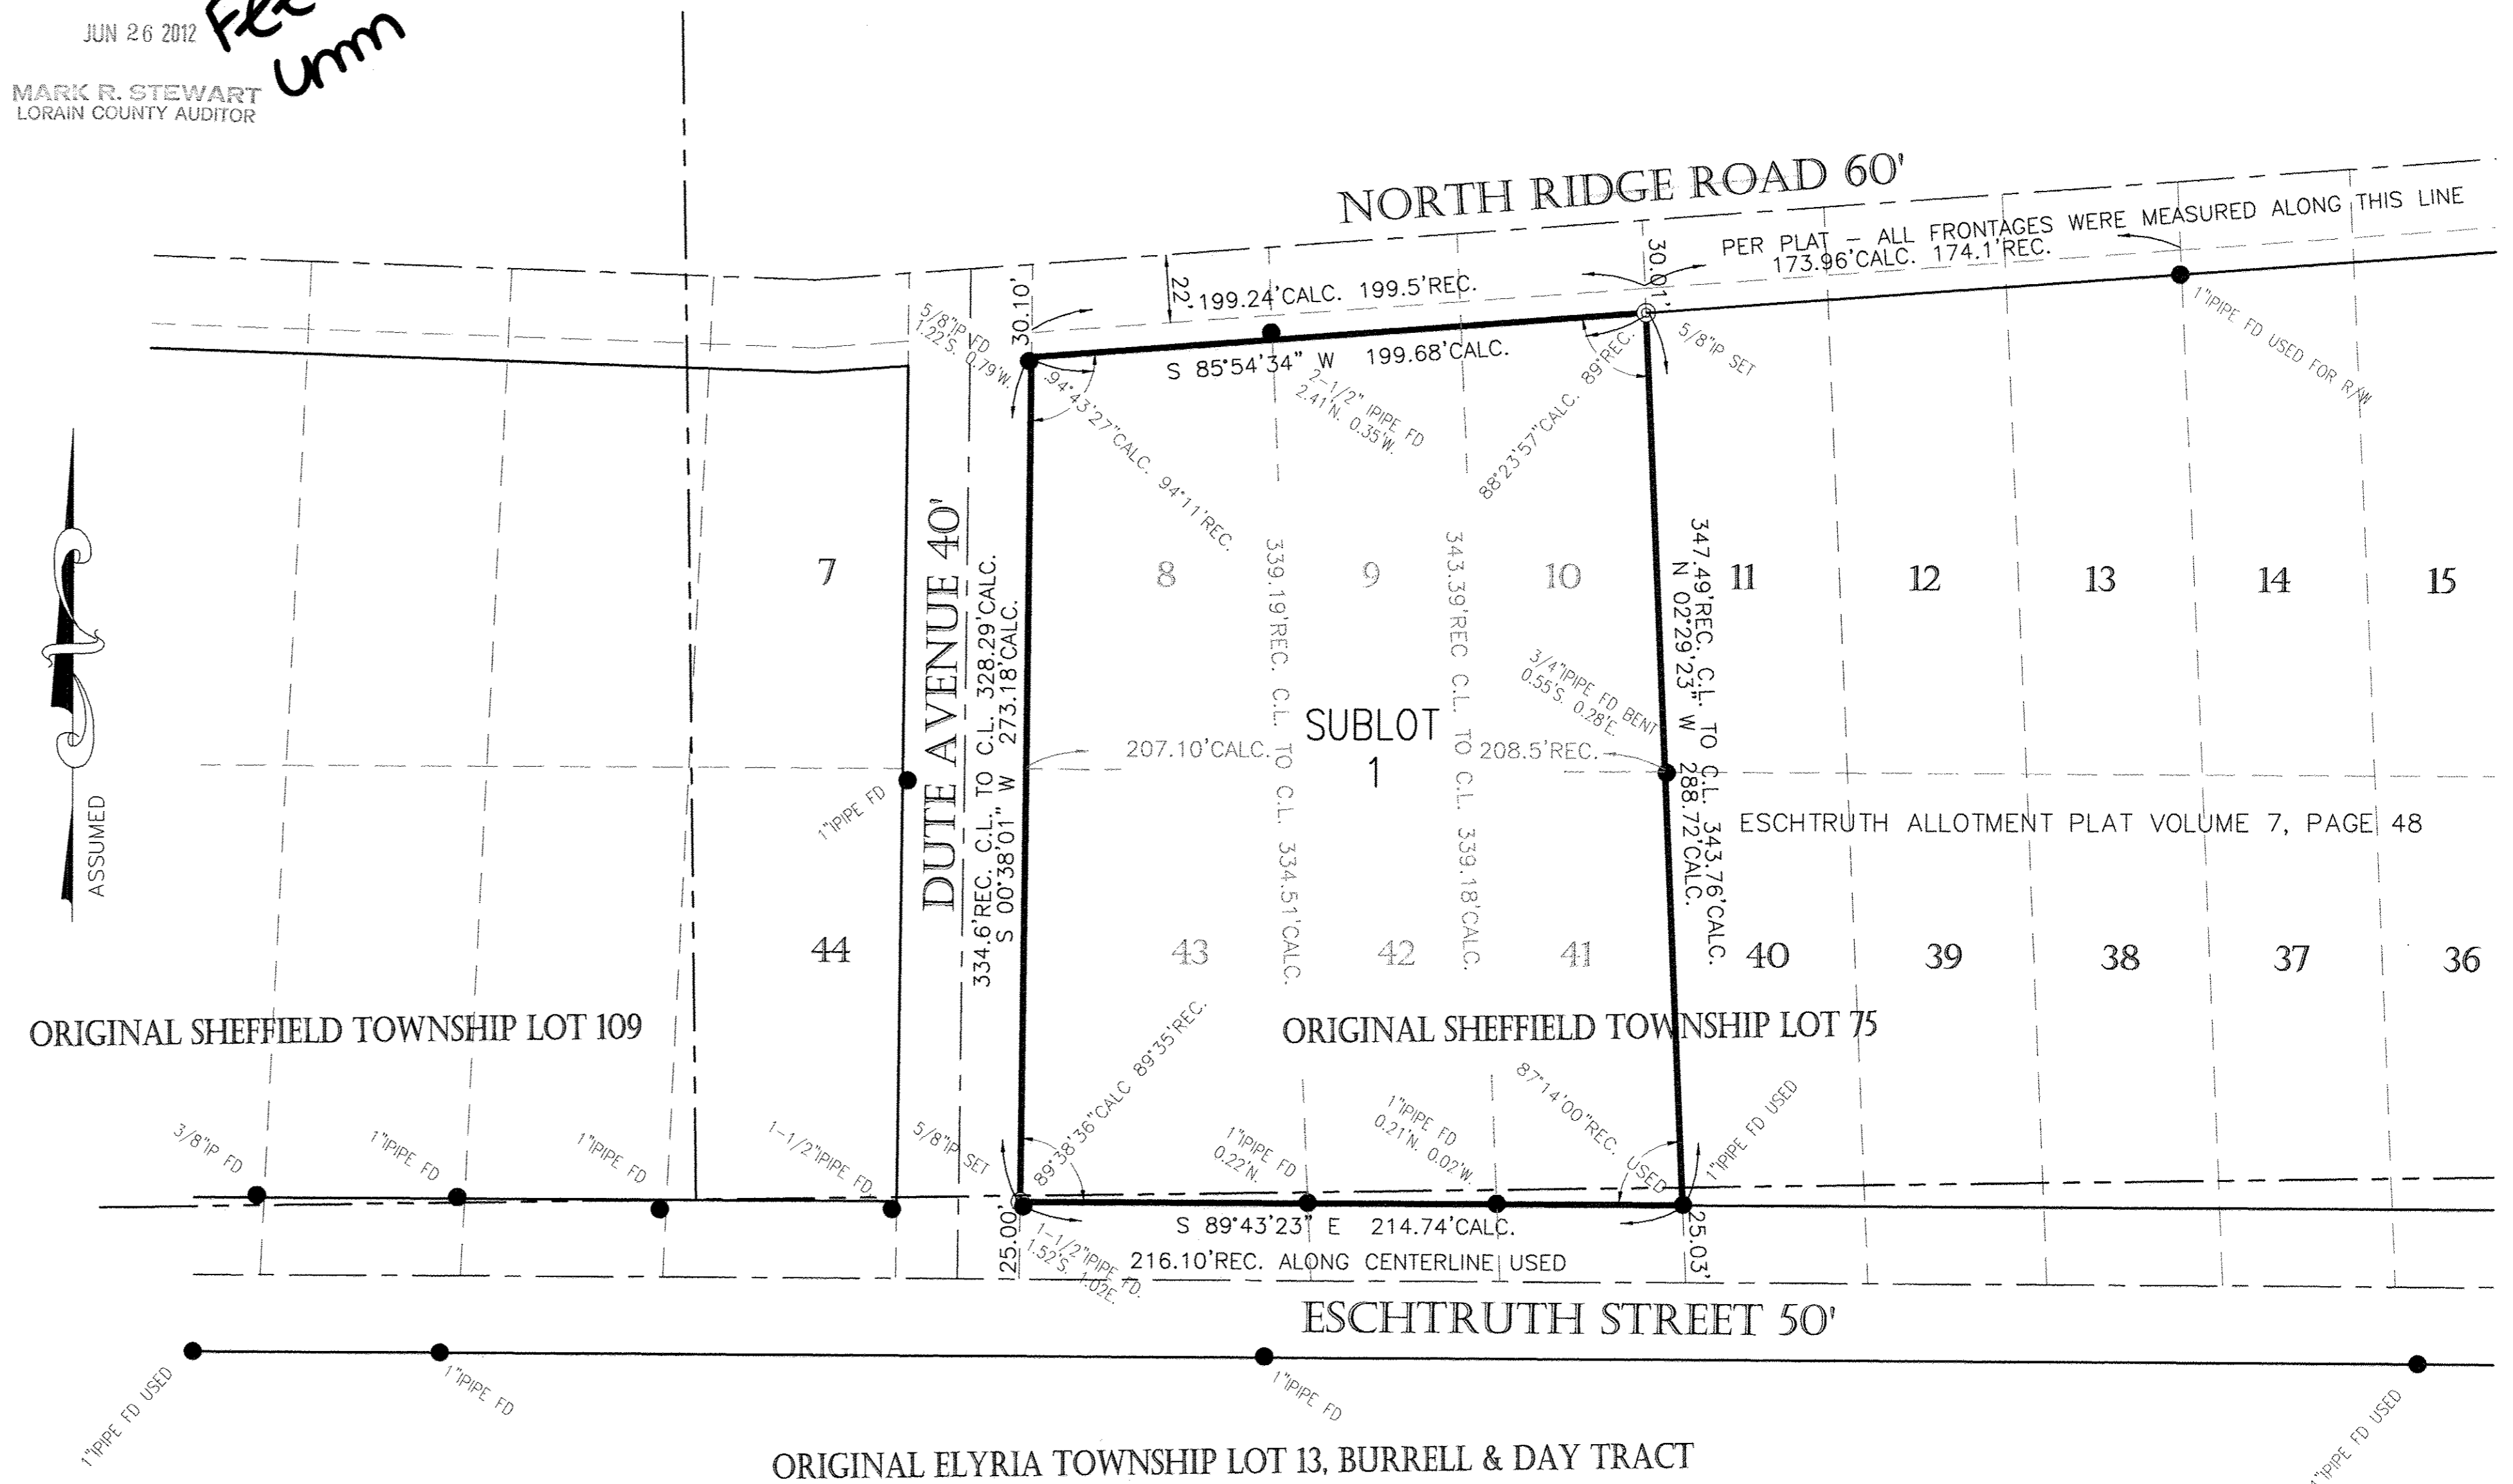 JUN 26 2012
MARK R. STEWART
LORAIN COUNTY AUDITOR
NORTH RIDGE ROAD 60'
PER PLAT – ALL FRONTAGES WERE MEASURED ALONG THIS LINE
173.96'CALC. 174.1'REC.
30.01'
30.10'
22'
199.24'CALC. 199.5'REC.
5/8"IP FD
1.22'S. 0.79'W.
S 85°54'34" W 199.68'CALC.
2-1/2" IPIPE FD
2.41'N. 0.35'W.
89°REC.
88°23'57"CALC.
5/8"IP SET
1"IPIPE FD USED FOR R/W
94°43'27"CALC. 94°11'REC.
DUTE AVENUE 40'
334.6'REC. C.L. TO C.L. 328.29'CALC.
S 00°38'01" W 273.18'CALC.
339.19'REC. C.L. TO C.L. 334.51'CALC.
343.39'REC C.L. TO C.L. 339.18'CALC.
347.49'REC. C.L. TO C.L. 343.76'CALC.
N 02°29'23" W 288.72'CALC.
7
8
9
10
11
12
13
14
15
3/4"IPIPE FD BENT
0.55'S. 0.28'E.
SUBLOT
1
207.10'CALC.
208.5'REC.
1"IPIPE FD
ASSUMED
ESCHTRUTH ALLOTMENT PLAT VOLUME 7, PAGE 48
44
43
42
41
40
39
38
37
36
ORIGINAL SHEFFIELD TOWNSHIP LOT 109
ORIGINAL SHEFFIELD TOWNSHIP LOT 75
3/8"IP FD
1"IPIPE FD
1"IPIPE FD
1-1/2"IPIPE FD
5/8"IP SET
89°38'36"CALC 89°35'REC.
1"IPIPE FD
0.22'N.
1"IPIPE FD
0.21'N. 0.02'W.
87°14'00"REC. USED
1"IPIPE FD USED
25.00'
1-1/2"IPIPE FD.
1.52'S. 1.02'E.
S 89°43'23" E 214.74'CALC.
216.10'REC. ALONG CENTERLINE USED
25.03'
ESCHTRUTH STREET 50'
1"IPIPE FD USED
1"IPIPE FD
1"IPIPE FD
1"IPIPE FD USED
ORIGINAL ELYRIA TOWNSHIP LOT 13, BURRELL & DAY TRACT